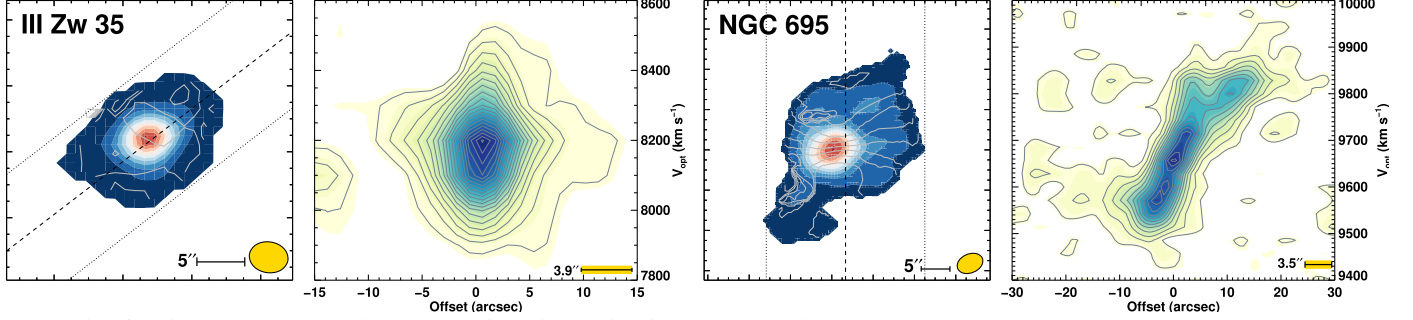 III Zw 35
5′′
8600
8400
8200
8000
7800
V_opt (km s⁻¹)
3.9′′
−15 −10 −5 0 5 10 15
Offset (arcsec)
NGC 695
5′′
10000
9900
9800
9700
9600
9500
9400
V_opt (km s⁻¹)
3.5′′
−30 −20 −10 0 10 20 30
Offset (arcsec)